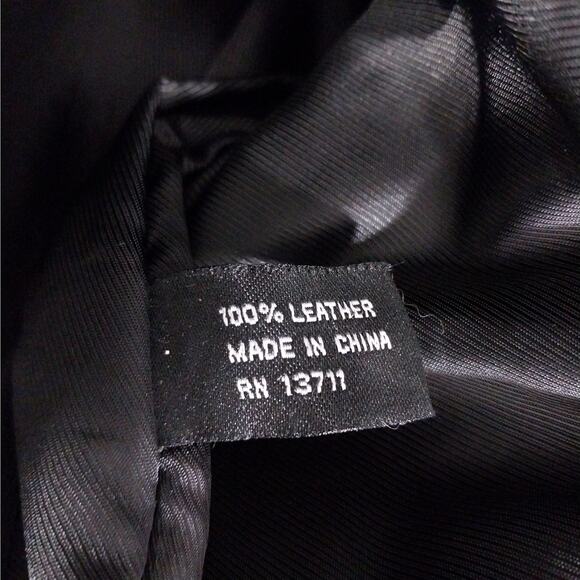 100% LEATHER
MADE IN CHINA
RN 13711